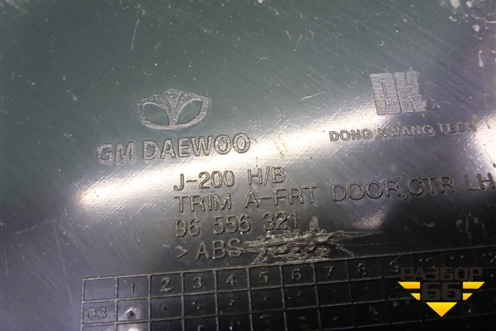 DK
GM DAEWOO
DONG KWANG TECH
J-200 H/B
TRIM A-FRT DOOR,CTR LH
96 556 321
>ABS
1 2 3 4 5 6 7 8 9
03
РАЗБОР
66